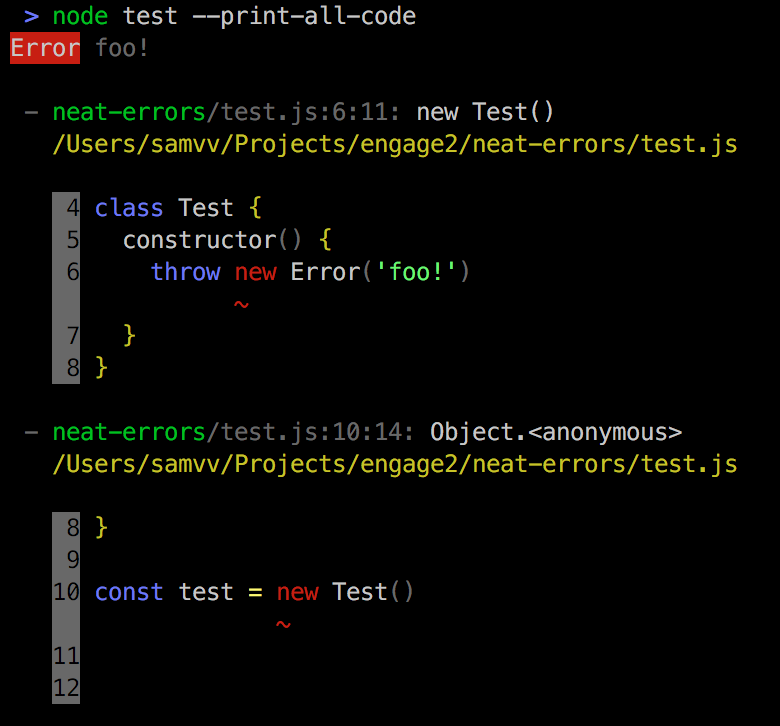 > node test --print-all-code
Error foo!
– neat-errors/test.js:6:11: new Test()
/Users/samvv/Projects/engage2/neat-errors/test.js
4 class Test {
5   constructor() {
6     throw new Error('foo!')
~
7   }
8 }
– neat-errors/test.js:10:14: Object.<anonymous>
/Users/samvv/Projects/engage2/neat-errors/test.js
8 }
9
10 const test = new Test()
~
11
12